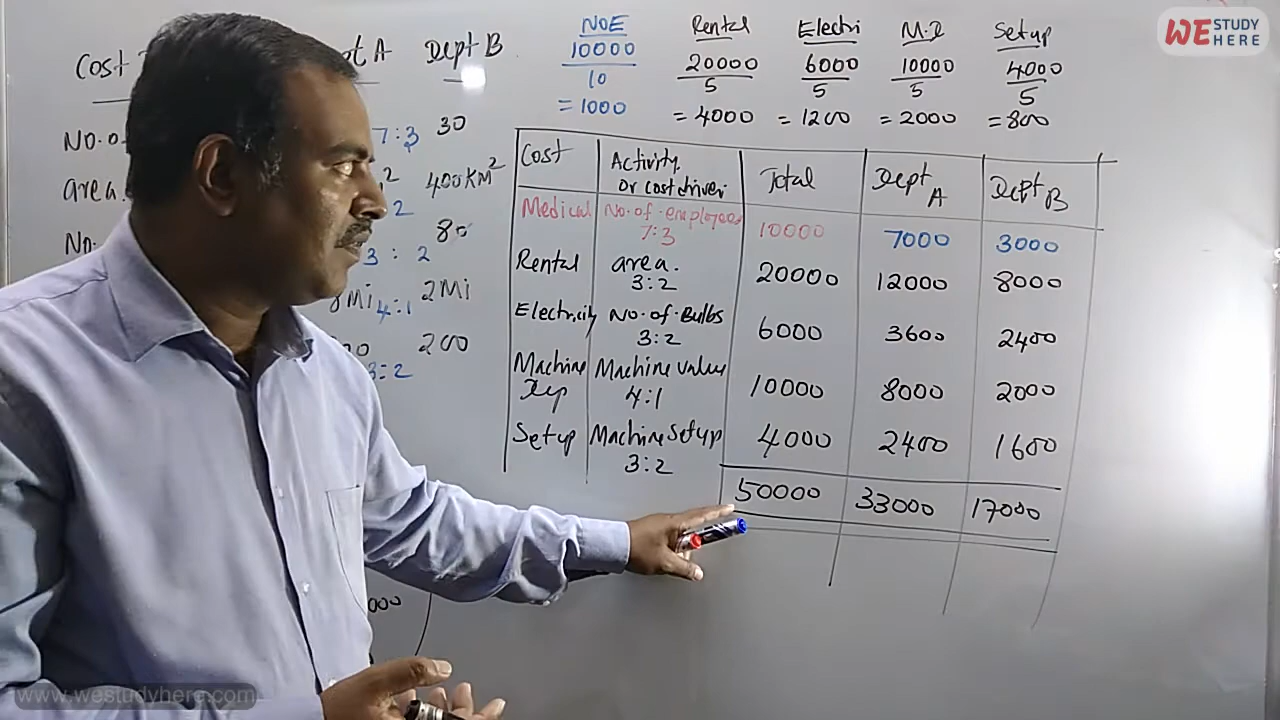 WE STUDY HERE
Cost
Dept B
No. o
7:3 30
area.
2 400KM²
2
No.
80
3 : 2
Mi 4:1 2Mi
200
3:2
000
NOE Rental Electri M.D Setup
10000 20000 6000 10000 4000
10 5 5 5 5
= 1000 = 4000 = 1200 = 2000 = 800
Cost Activity Or cost driver Total Dept A Dept B
Medical No. of. employees 7:3 10000 7000 3000
Rental area. 3:2 20000 12000 8000
Electricity No. of. Bulbs 3:2 6000 3600 2400
Machine Dep Machine value 4:1 10000 8000 2000
Setup Machine Setup 3:2 4000 2400 1600
50000 33000 17000
www.westudyhere.com